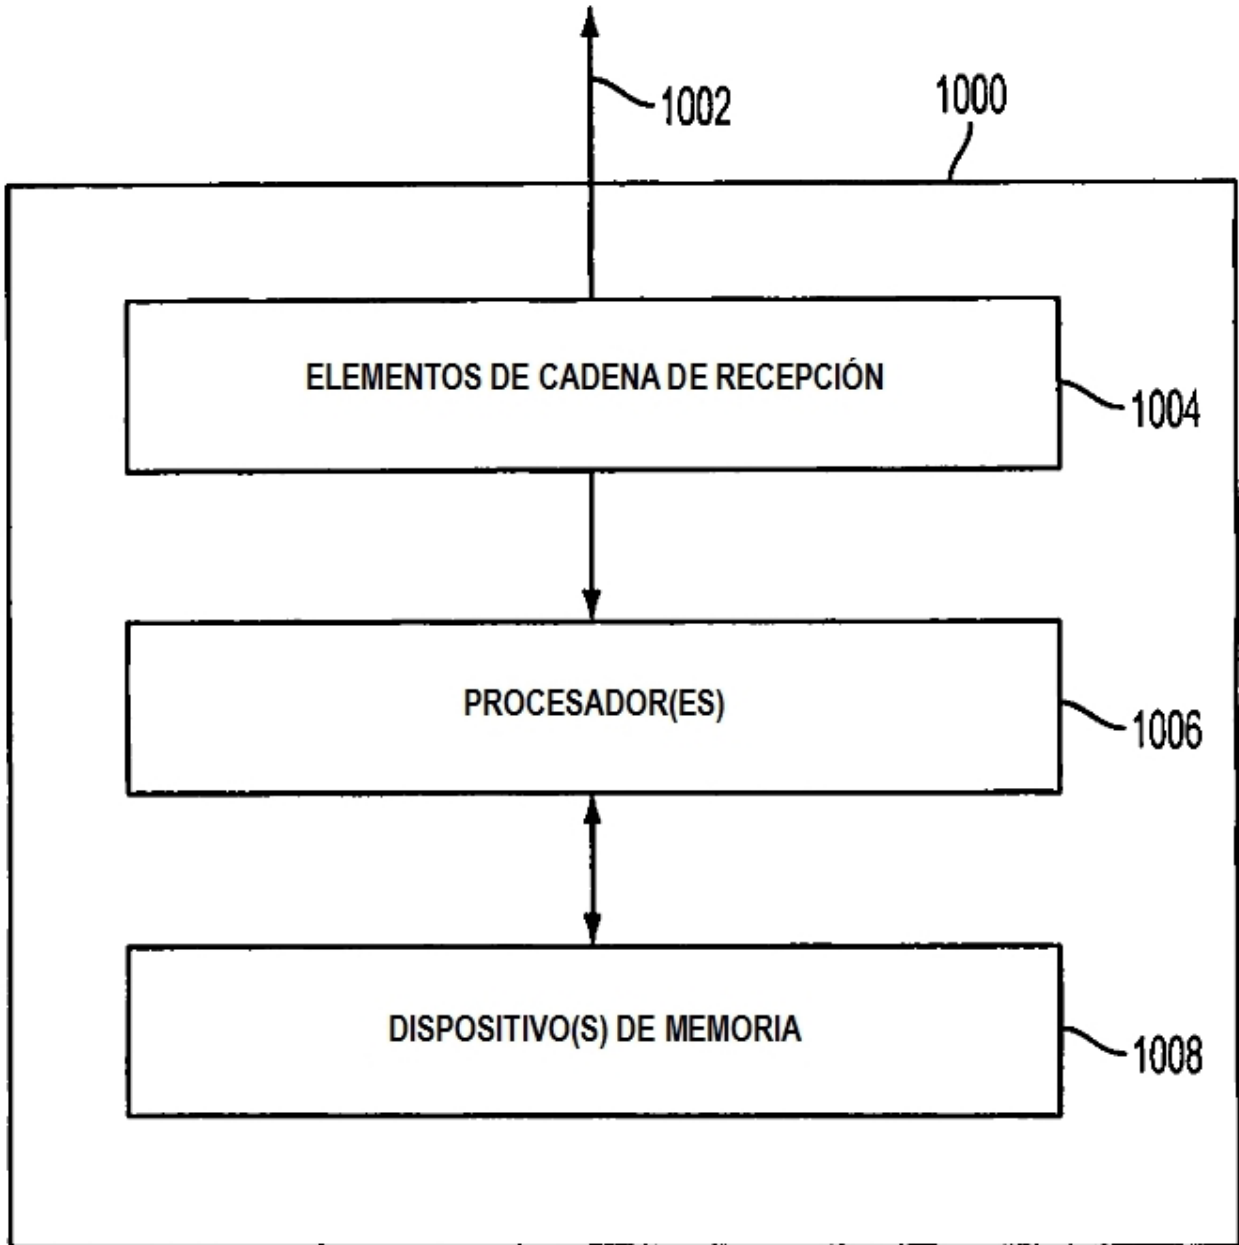 1002
1000
ELEMENTOS DE CADENA DE RECEPCIÓN
1004
PROCESADOR(ES)
1006
DISPOSITIVO(S) DE MEMORIA
1008